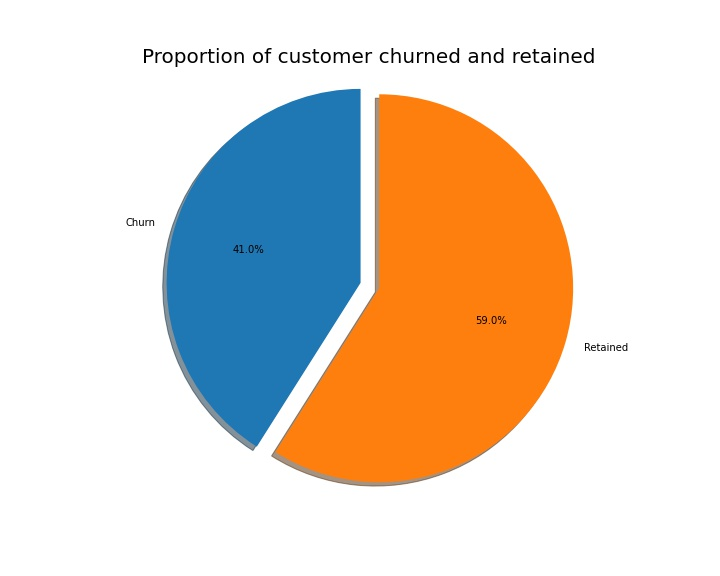 Proportion of customer churned and retained
Churn
41.0%
59.0%
Retained